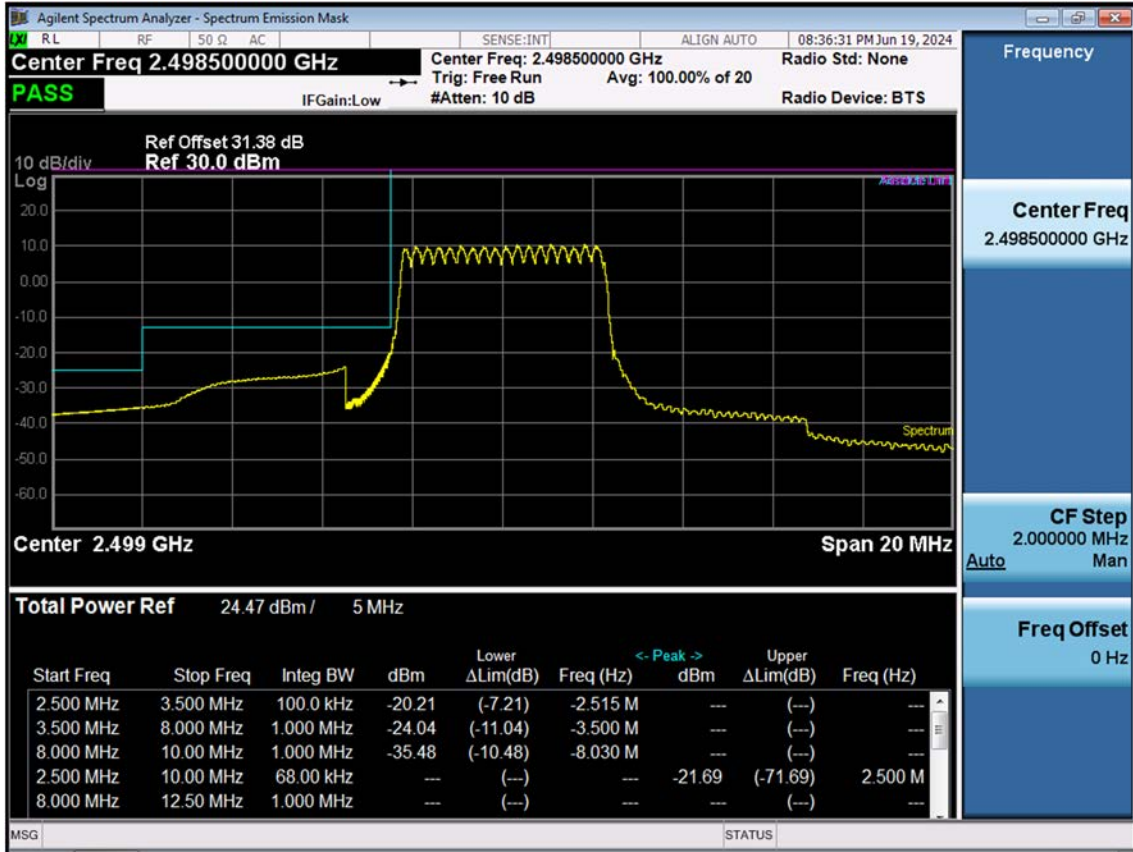 Agilent Spectrum Analyzer - Spectrum Emission Mask
LXI RL RF 50 Ω AC SENSE:INT ALIGN AUTO 08:36:31 PM Jun 19, 2024
Center Freq 2.498500000 GHz
Center Freq: 2.498500000 GHz Radio Std: None
Trig: Free Run Avg: 100.00% of 20
PASS IFGain:Low #Atten: 10 dB Radio Device: BTS
Ref Offset 31.38 dB
10 dB/div Ref 30.0 dBm
Log
20.0
10.0
0.00
-10.0
-20.0
-30.0
-40.0
-50.0
-60.0
Spectrum
Center 2.499 GHz Span 20 MHz
Total Power Ref 24.47 dBm / 5 MHz
Lower <- Peak -> Upper
Start Freq Stop Freq Integ BW dBm ΔLim(dB) Freq (Hz) dBm ΔLim(dB) Freq (Hz)
2.500 MHz 3.500 MHz 100.0 kHz -20.21 (-7.21) -2.515 M --- (---) ---
3.500 MHz 8.000 MHz 1.000 MHz -24.04 (-11.04) -3.500 M --- (---) ---
8.000 MHz 10.00 MHz 1.000 MHz -35.48 (-10.48) -8.030 M --- (---) ---
2.500 MHz 10.00 MHz 68.00 kHz --- (---) --- -21.69 (-71.69) 2.500 M
8.000 MHz 12.50 MHz 1.000 MHz --- (---) --- --- (---) ---
MSG STATUS
Frequency
Center Freq
2.498500000 GHz
CF Step
2.000000 MHz
Auto Man
Freq Offset
0 Hz